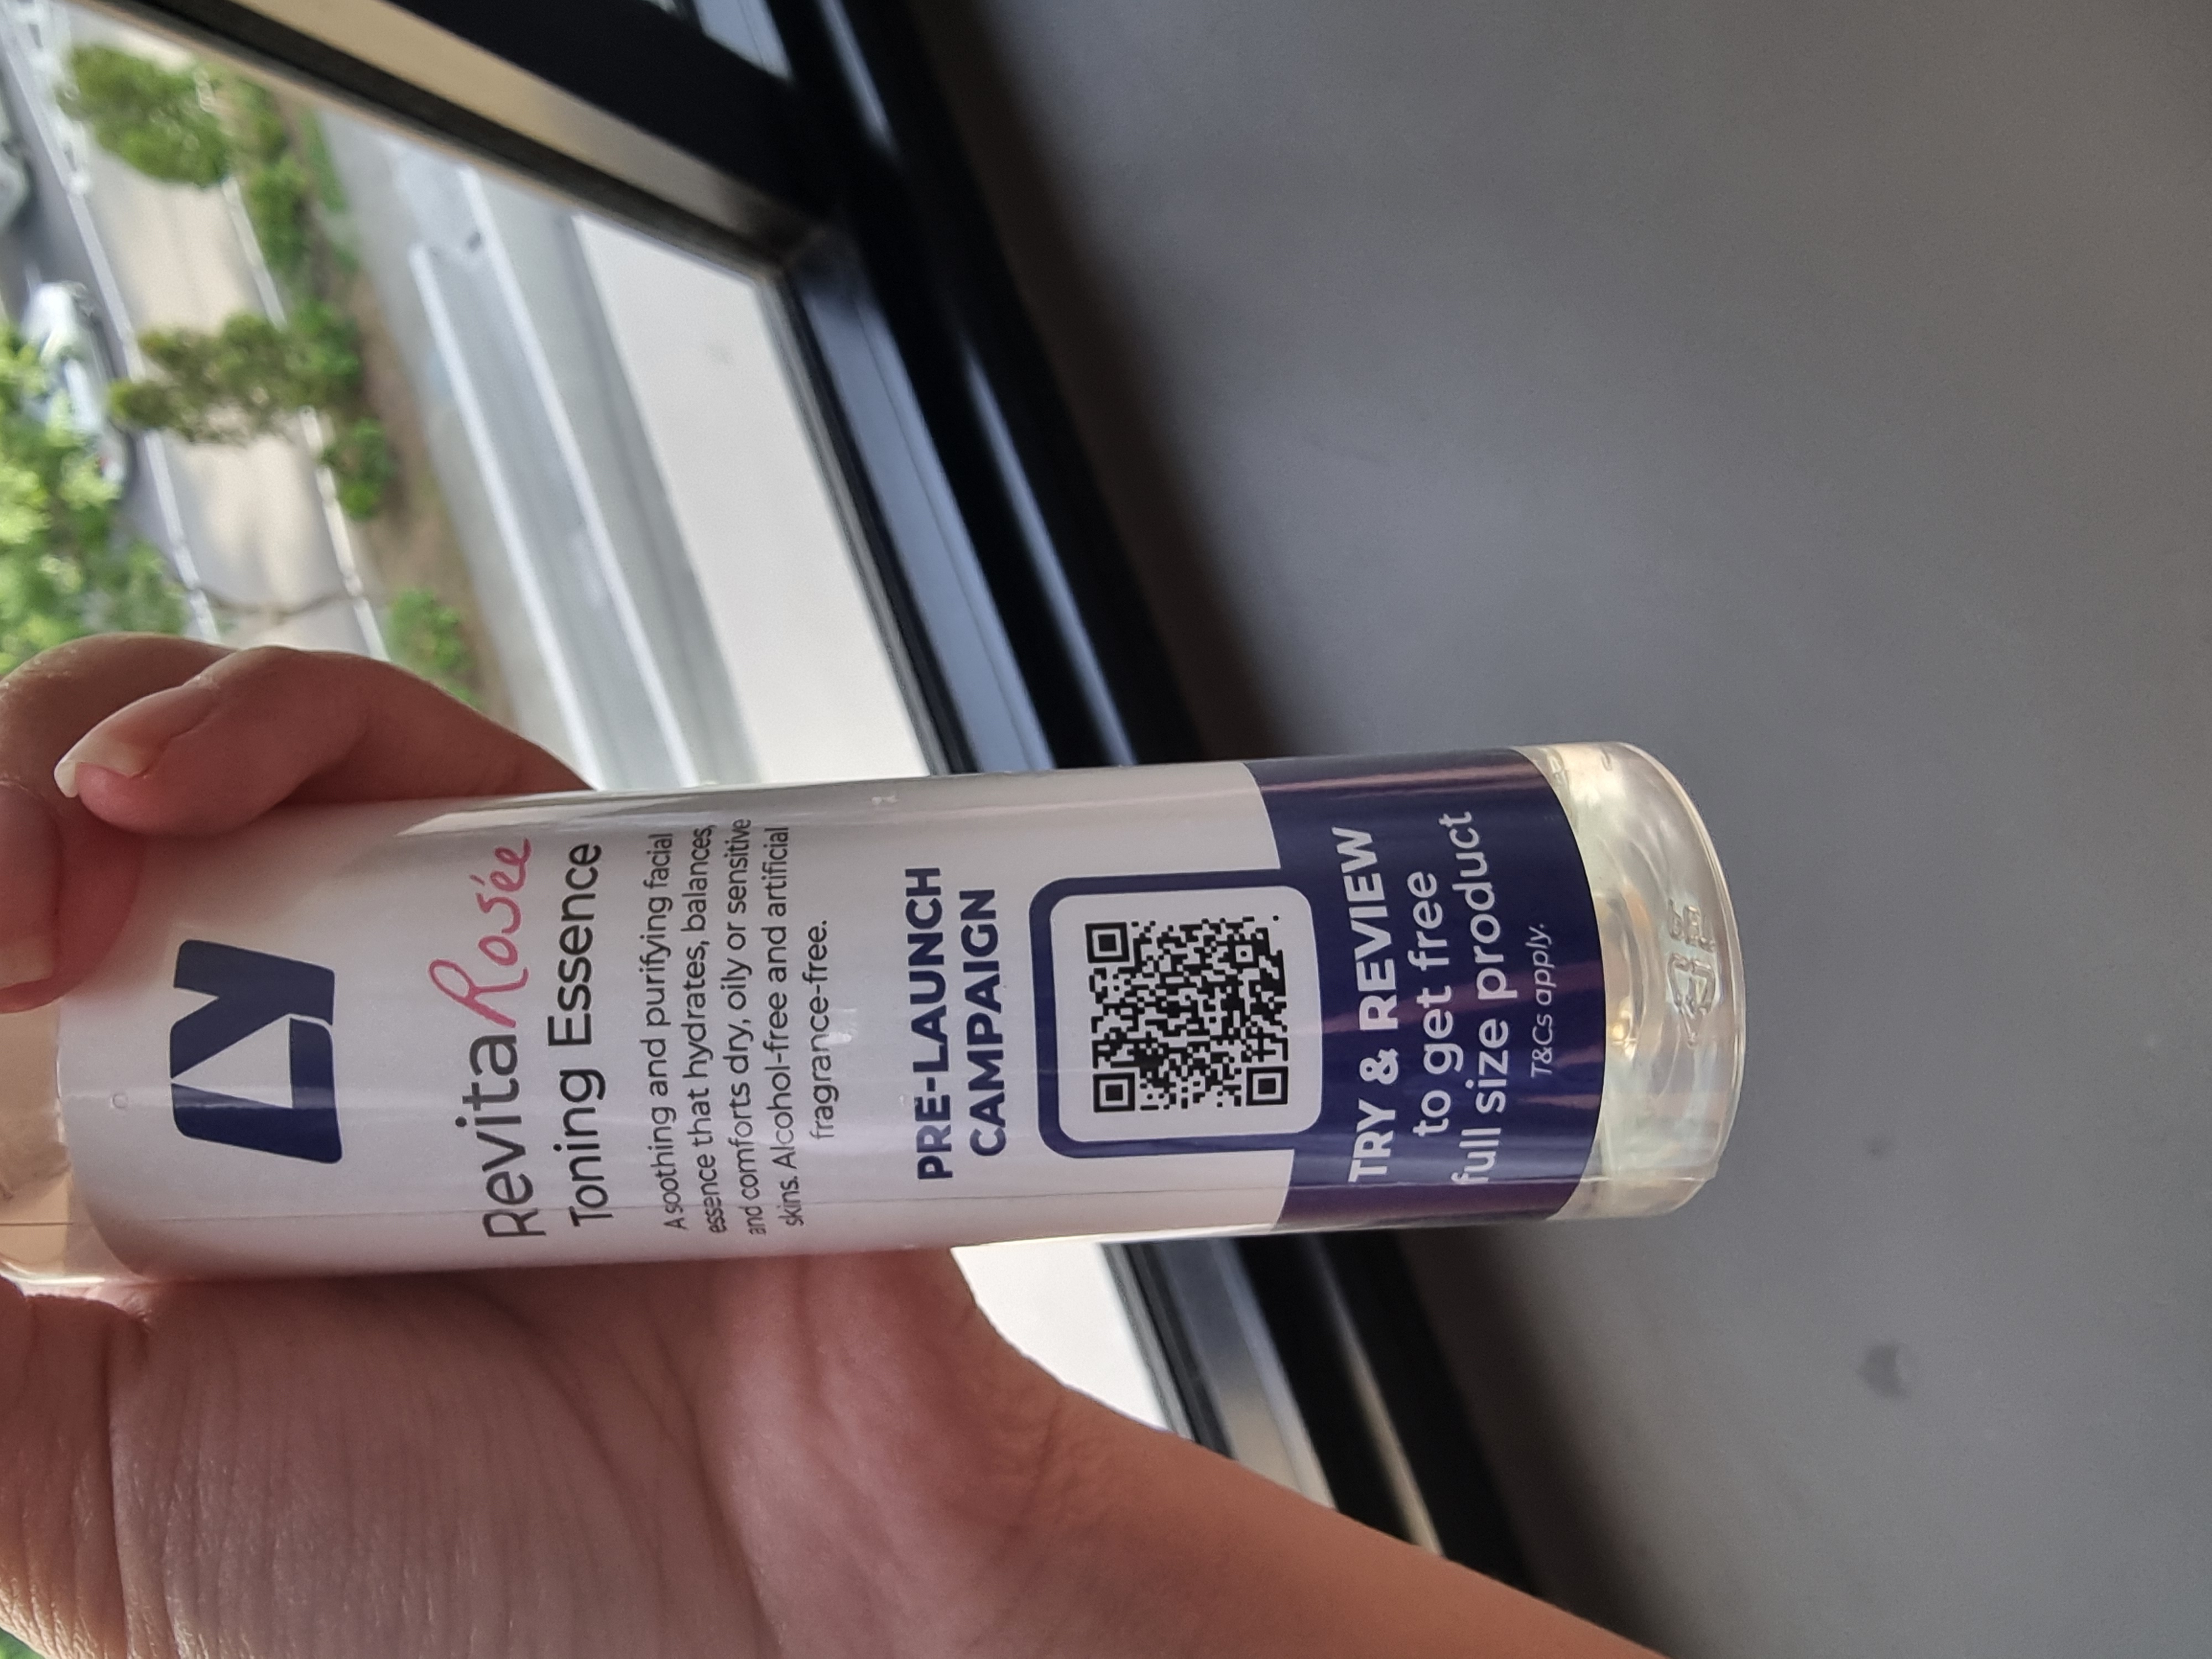 LY
Revita Rosée
Toning Essence
A soothing and purifying facial
essence that hydrates, balances,
and comforts dry, oily or sensitive
skins. Alcohol-free and artificial
fragrance-free.
PRE-LAUNCH
CAMPAIGN
TRY & REVIEW
to get free
full size product
T&Cs apply.